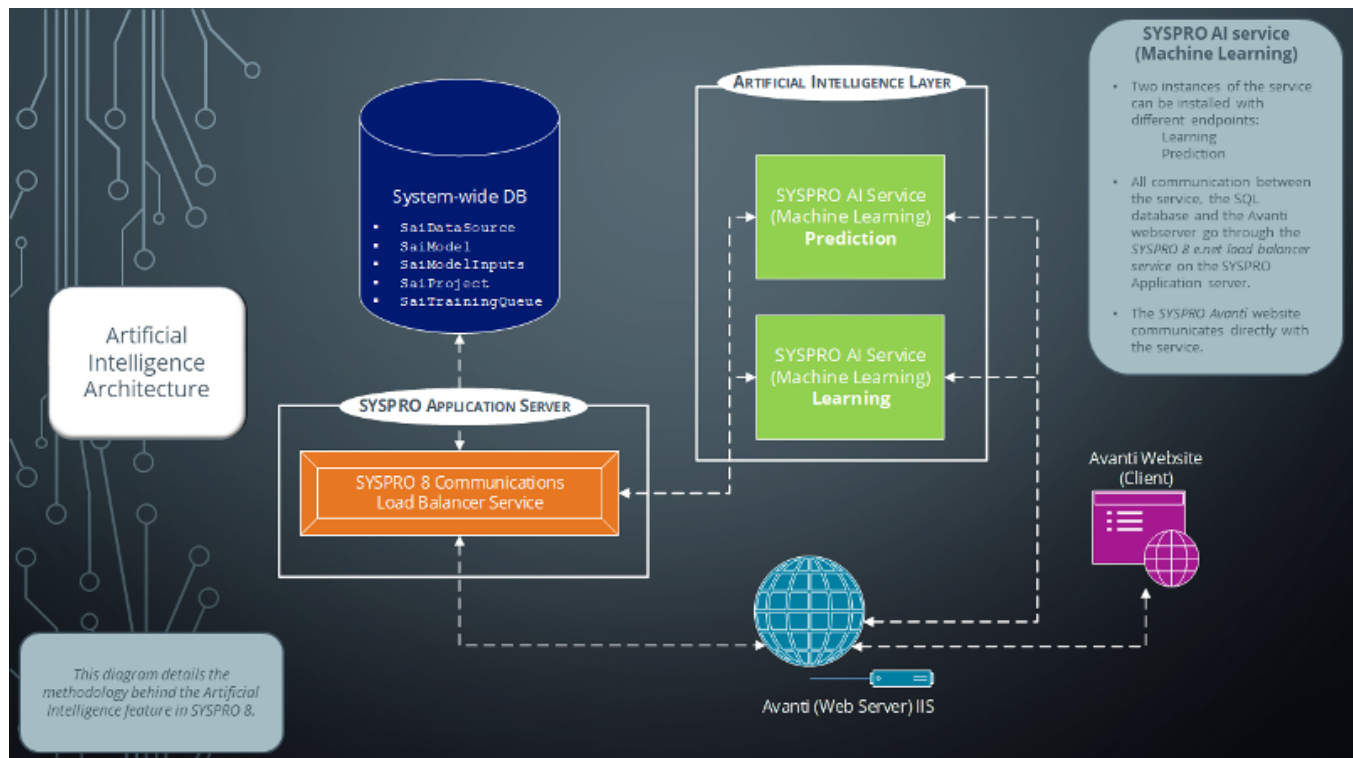 Artificial
Intelligence
Architecture
This diagram details the
methodology behind the Artificial
Intelligence feature in SYSPRO 8.
System-wide DB
▪ SaiDataSource
▪ SaiModel
▪ SaiModelInputs
▪ SaiProject
▪ SaiTrainingQueue
SYSPRO APPLICATION SERVER
SYSPRO 8 Communications
Load Balancer Service
ARTIFICIAL INTELLIGENCE LAYER
SYSPRO AI Service
(Machine Learning)
Prediction
SYSPRO AI Service
(Machine Learning)
Learning
Avanti (Web Server) IIS
Avanti Website
(Client)
SYSPRO AI service
(Machine Learning)
• Two instances of the service
can be installed with
different endpoints:
Learning
Prediction
• All communication between
the service, the SQL
database and the Avanti
webserver go through the
SYSPRO 8 e.net load balancer
service on the SYSPRO
Application server.
• The SYSPRO Avanti website
communicates directly with
the service.